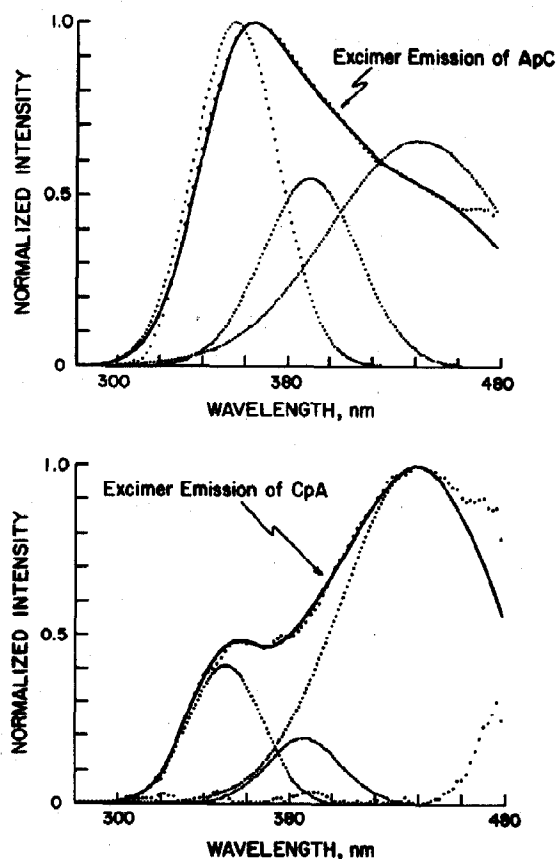 1.0
Excimer Emission of ApC
NORMALIZED INTENSITY
0.5
0
300 380 480
WAVELENGTH, nm
1.0
Excimer Emission of CpA
NORMALIZED INTENSITY
0.5
0
300 380 480
WAVELENGTH, nm